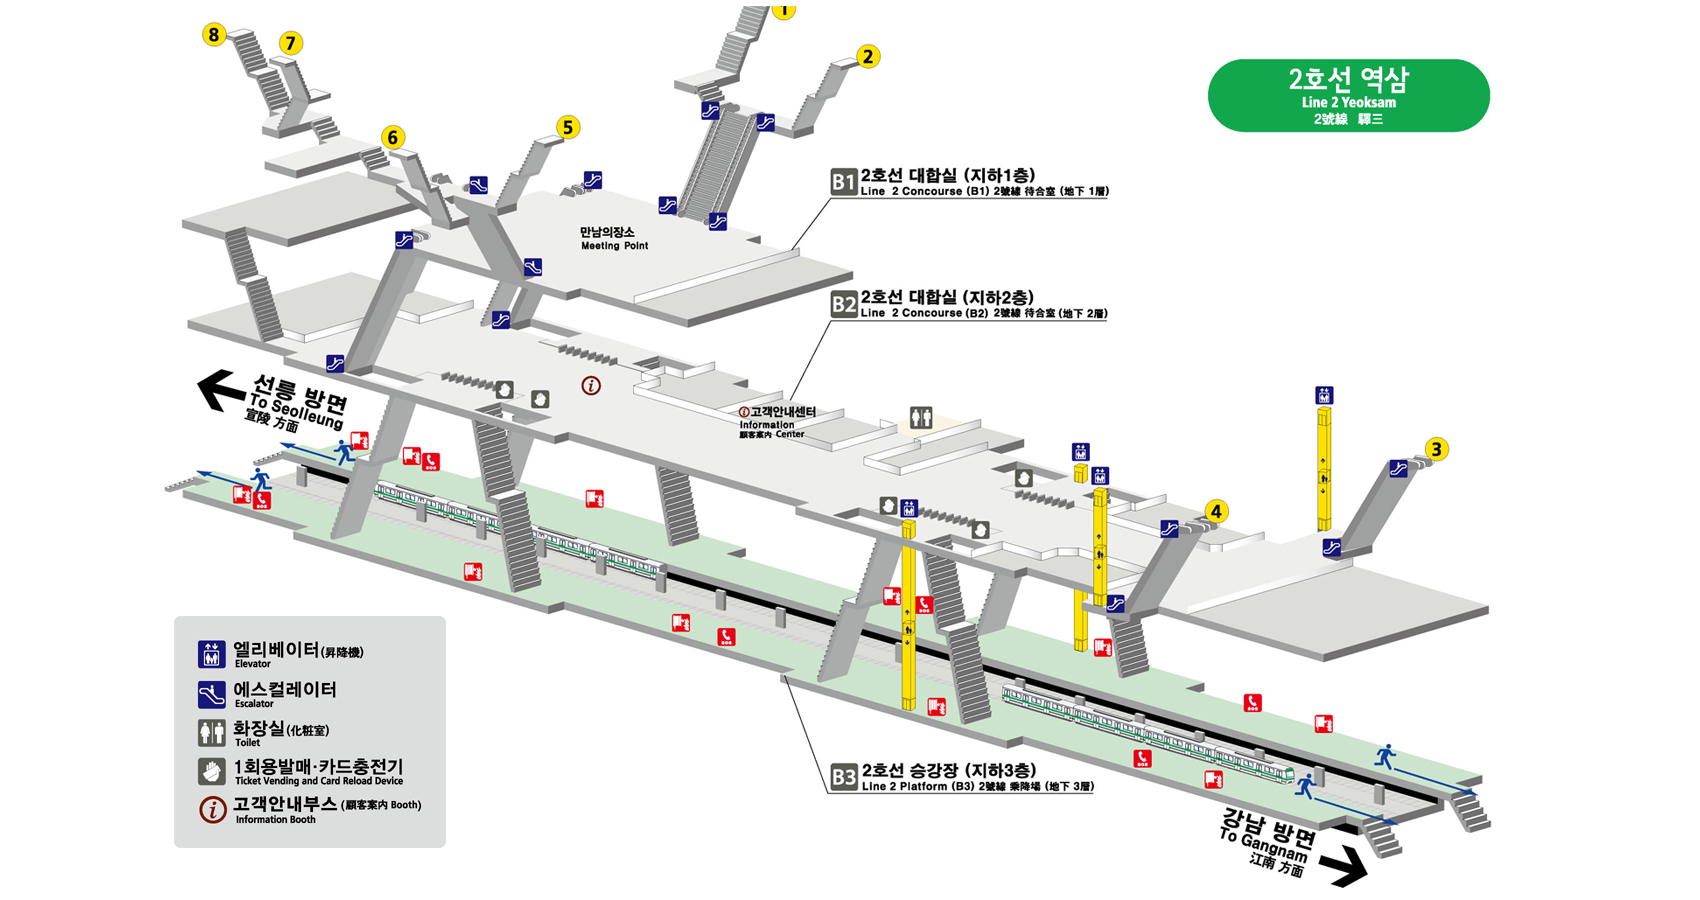 1
8
7
2
2호선 역삼
Line 2 Yeoksam
2號線 驛三
5
6
B1 2호선 대합실 (지하1층)
Line 2 Concourse (B1) 2號線 待合室 (地下 1層)
만남의장소
Meeting Point
B2 2호선 대합실 (지하2층)
Line 2 Concourse (B2) 2號線 待合室 (地下 2層)
선릉 방면
To Seolleung
宣陵 方面
i
i 고객안내센터
Information
顧客案內 Center
3
4
엘리베이터(昇降機)
Elevator
에스컬레이터
Escalator
화장실(化粧室)
Toilet
1회용발매·카드충전기
Ticket Vending and Card Reload Device
i 고객안내부스 (顧客案內 Booth)
Information Booth
B3 2호선 승강장 (지하3층)
Line 2 Platform (B3) 2號線 乘降場 (地下 3層)
강남 방면
To Gangnam
江南 方面